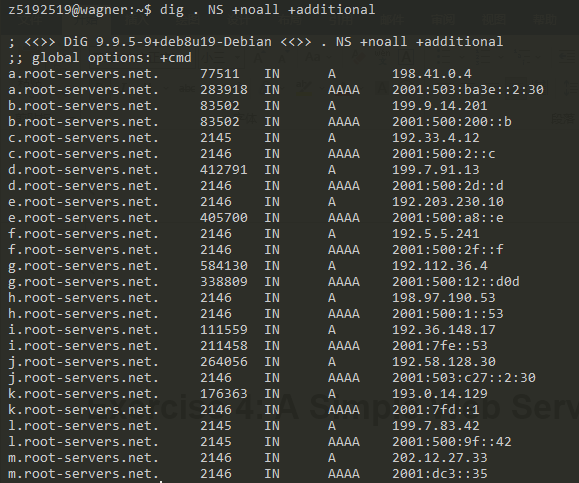 z5192519@wagner:~$ dig . NS +noall +additional

; <<>> DiG 9.9.5-9+deb8u19-Debian <<>> . NS +noall +additional
;; global options: +cmd
a.root-servers.net.     77511   IN      A       198.41.0.4
a.root-servers.net.     283918  IN      AAAA    2001:503:ba3e::2:30
b.root-servers.net.     83502   IN      A       199.9.14.201
b.root-servers.net.     83502   IN      AAAA    2001:500:200::b
c.root-servers.net.     2145    IN      A       192.33.4.12
c.root-servers.net.     2146    IN      AAAA    2001:500:2::c
d.root-servers.net.     412791  IN      A       199.7.91.13
d.root-servers.net.     2146    IN      AAAA    2001:500:2d::d
e.root-servers.net.     2146    IN      A       192.203.230.10
e.root-servers.net.     405700  IN      AAAA    2001:500:a8::e
f.root-servers.net.     2146    IN      A       192.5.5.241
f.root-servers.net.     2146    IN      AAAA    2001:500:2f::f
g.root-servers.net.     584130  IN      A       192.112.36.4
g.root-servers.net.     338809  IN      AAAA    2001:500:12::d0d
h.root-servers.net.     2146    IN      A       198.97.190.53
h.root-servers.net.     2146    IN      AAAA    2001:500:1::53
i.root-servers.net.     111559  IN      A       192.36.148.17
i.root-servers.net.     211458  IN      AAAA    2001:7fe::53
j.root-servers.net.     264056  IN      A       192.58.128.30
j.root-servers.net.     2146    IN      AAAA    2001:503:c27::2:30
k.root-servers.net.     176363  IN      A       193.0.14.129
k.root-servers.net.     2146    IN      AAAA    2001:7fd::1
l.root-servers.net.     2145    IN      A       199.7.83.42
l.root-servers.net.     2145    IN      AAAA    2001:500:9f::42
m.root-servers.net.     2146    IN      A       202.12.27.33
m.root-servers.net.     2146    IN      AAAA    2001:dc3::35